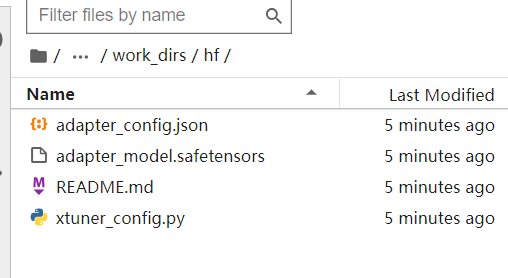 Filter files by name
/ ··· / work_dirs / hf /
Name Last Modified
adapter_config.json 5 minutes ago
adapter_model.safetensors 5 minutes ago
README.md 5 minutes ago
xtuner_config.py 5 minutes ago